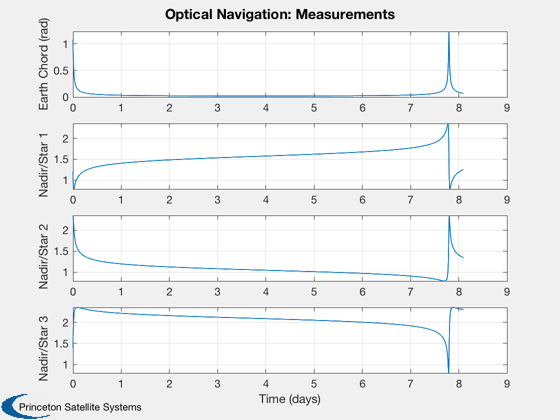 Optical Navigation: Measurements
Earth Chord (rad)
1
0.5
0
0 1 2 3 4 5 6 7 8 9
Nadir/Star 1
2
1.5
1
0 1 2 3 4 5 6 7 8 9
Nadir/Star 2
2
1.5
1
0 1 2 3 4 5 6 7 8 9
Nadir/Star 3
2
1.5
1
0 1 2 3 4 5 6 7 8 9
Time (days)
Princeton Satellite Systems